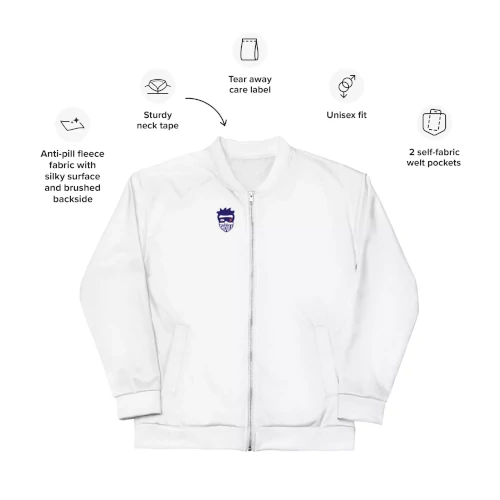 Tear away
care label
Sturdy
neck tape
Unisex fit
Anti-pill fleece
fabric with
silky surface
and brushed
backside
2 self-fabric
welt pockets